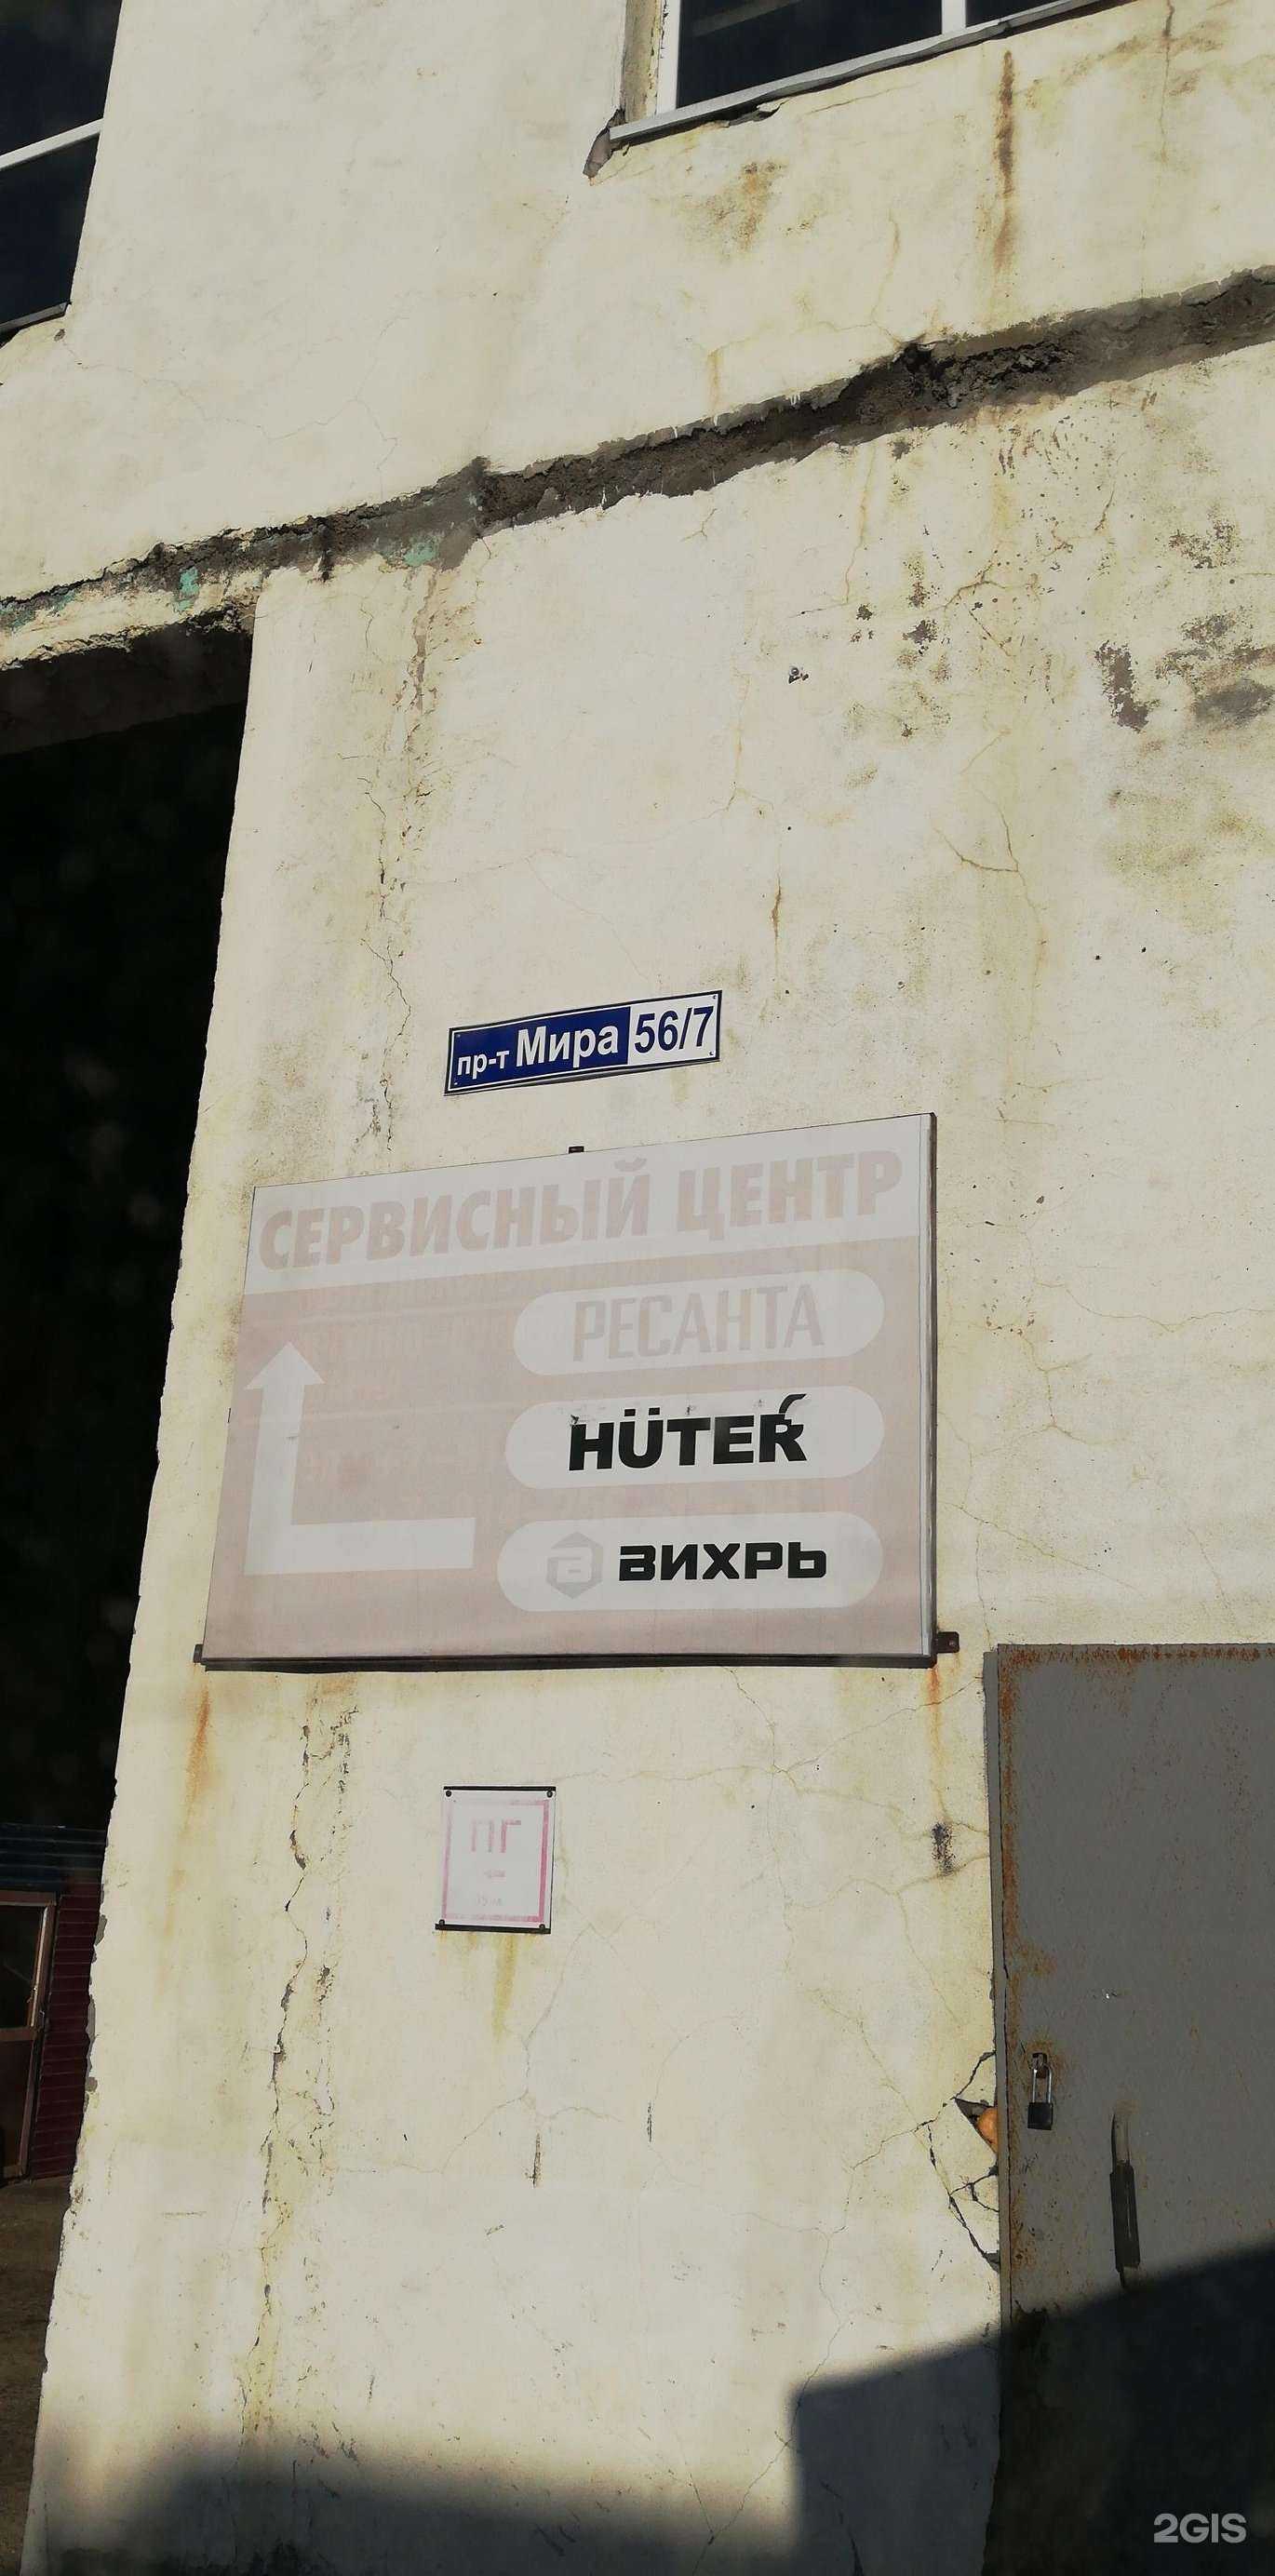 пр-т Мира 56/7
СЕРВИСНЫЙ ЦЕНТР
РЕСАНТА
HÜTER
ВИХРЬ
ПГ
2GIS